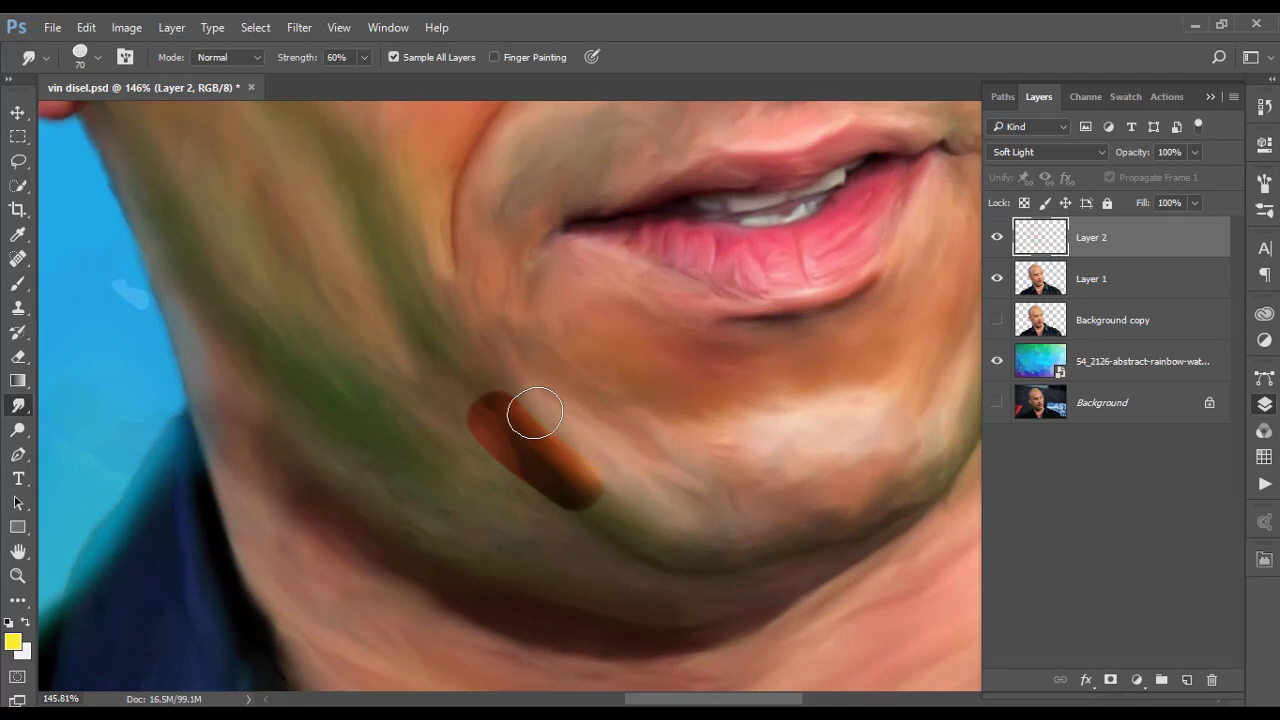 Ps File Edit Image Layer Type Select Filter View Window Help
70 Mode: Normal Strength: 60% Sample All Layers Finger Painting
vin disel.psd @ 146% (Layer 2, RGB/8) *
Paths Layers Channe Swatch Actions
Kind
Soft Light Opacity: 100%
Unify: Propagate Frame 1
Lock: Fill: 100%
Layer 2
Layer 1
Background copy
54_2126-abstract-rainbow-wat...
Background
145.81% Doc: 16.5M/99.1M